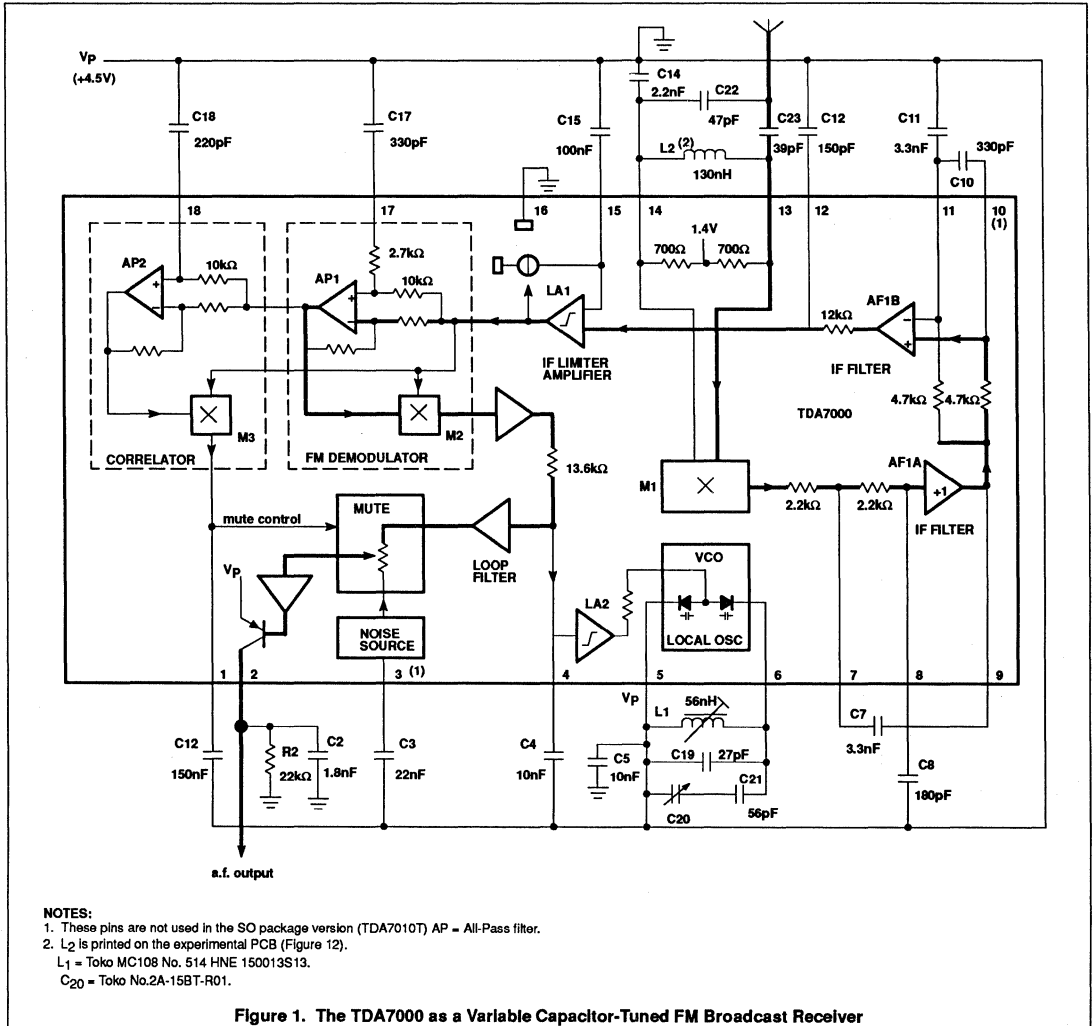 VP
(+4.5V)
C18
220pF
C17
330pF
C15
100nF
C14
2.2nF
C22
47pF
C23
39pF
C12
150pF
C11
3.3nF
330pF
C10
L2 (2)
130nH
18
17
16
15
14
13
12
11
10
(1)
2.7kΩ
1.4V
700Ω
700Ω
AP2
10kΩ
AP1
10kΩ
LA1
AF1B
12kΩ
+
−
+
−
−
+
IF LIMITER
AMPLIFIER
IF FILTER
4.7kΩ
4.7kΩ
TDA7000
M3
M2
CORRELATOR
FM DEMODULATOR
13.6kΩ
M1
2.2kΩ
2.2kΩ
AF1A
+1
IF FILTER
MUTE
mute control
LOOP
FILTER
VCO
VP
LA2
LOCAL OSC
NOISE
SOURCE
1
2
3 (1)
4
5
6
7
8
9
VP
L1
56nH
C7
3.3nF
C12
150nF
R2
22kΩ
C2
1.8nF
C3
22nF
C4
10nF
C5
10nF
C19
27pF
C21
56pF
C20
C8
180pF
a.f. output
NOTES:
1. These pins are not used in the SO package version (TDA7010T) AP = All-Pass filter.
2. L2 is printed on the experimental PCB (Figure 12).
L1 = Toko MC108 No. 514 HNE 150013S13.
C20 = Toko No.2A-15BT-R01.
Figure 1. The TDA7000 as a Variable Capacitor-Tuned FM Broadcast Receiver